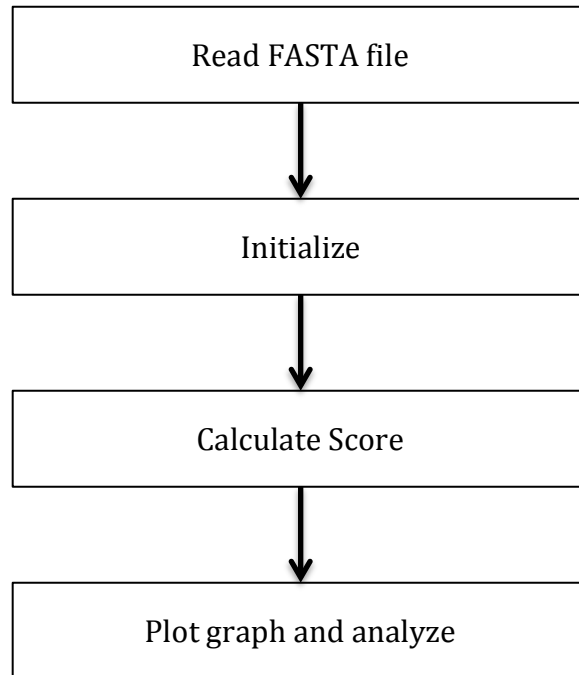 Read FASTA file
Initialize
Calculate Score
Plot graph and analyze